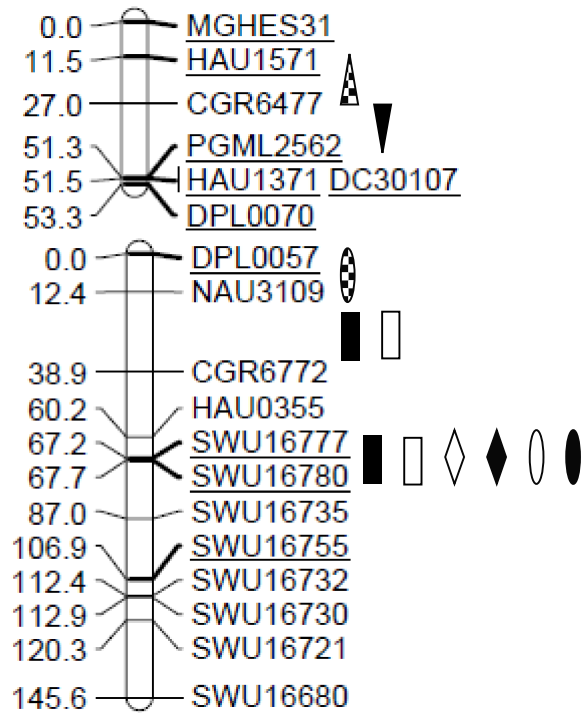 0.0 MGHES31
11.5 HAU1571
27.0 CGR6477
51.3 PGML2562
51.5 HAU1371 DC30107
53.3 DPL0070
0.0 DPL0057
12.4 NAU3109
38.9 CGR6772
60.2 HAU0355
67.2 SWU16777
67.7 SWU16780
87.0 SWU16735
106.9 SWU16755
112.4 SWU16732
112.9 SWU16730
120.3 SWU16721
145.6 SWU16680